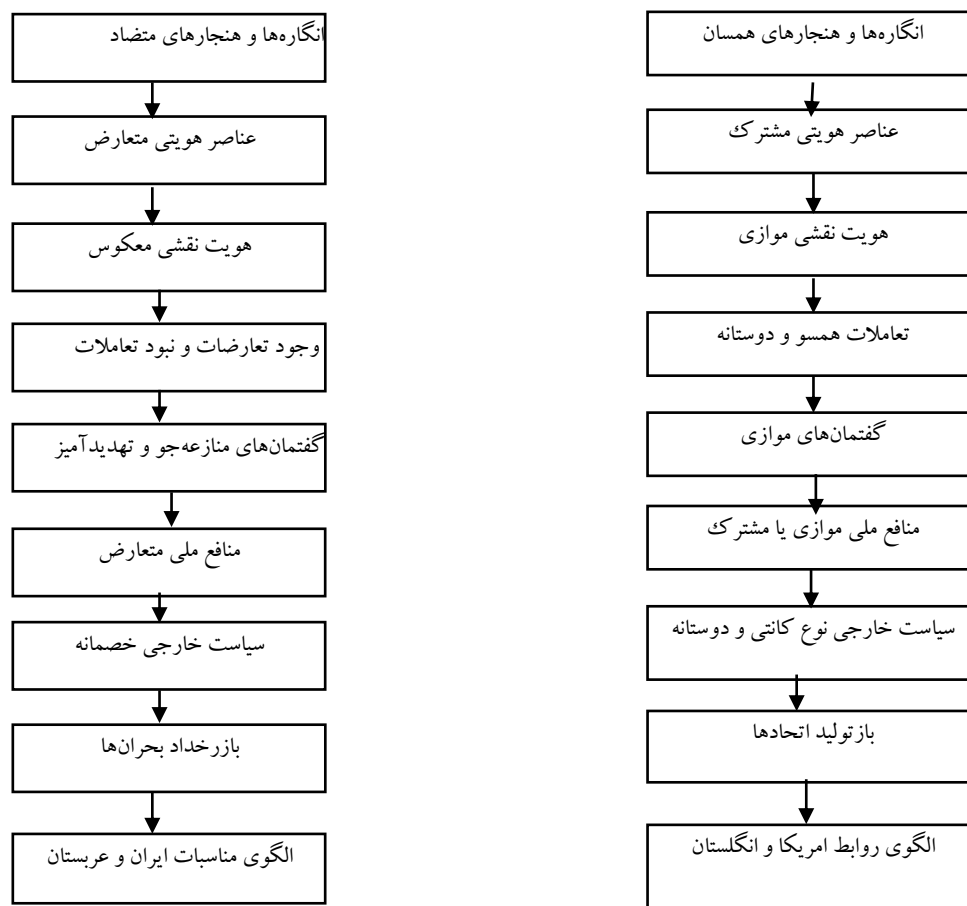 انگاره‌ها و هنجارهای همسان
عناصر هویتی مشترک
هویت نقشی موازی
تعاملات همسو و دوستانه
گفتمان‌های موازی
منافع ملی موازی یا مشترک
سیاست خارجی نوع کانتی و دوستانه
بازتولید اتحادها
الگوی روابط امریکا و انگلستان
انگاره‌ها و هنجارهای متضاد
عناصر هویتی متعارض
هویت نقشی معکوس
وجود تعارضات و نبود تعاملات
گفتمان‌های منازعه‌جو و تهدیدآمیز
منافع ملی متعارض
سیاست خارجی خصمانه
بازرخداد بحران‌ها
الگوی مناسبات ایران و عربستان